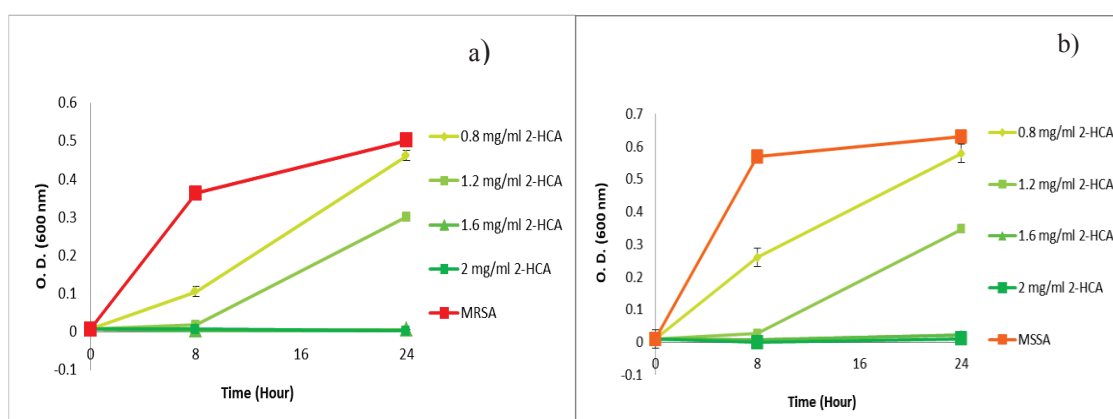 a)
0.6
0.5
0.4
0.3
0.2
0.1
0
-0.1
O. D. (600 nm)
0 8 16 24
Time (Hour)
0.8 mg/ml 2-HCA
1.2 mg/ml 2-HCA
1.6 mg/ml 2-HCA
2 mg/ml 2-HCA
MRSA
b)
0.7
0.6
0.5
0.4
0.3
0.2
0.1
0
-0.1
O. D. (600 nm)
0 8 16 24
Time (Hour)
0.8 mg/ml 2-HCA
1.2 mg/ml 2-HCA
1.6 mg/ml 2-HCA
2 mg/ml 2-HCA
MSSA